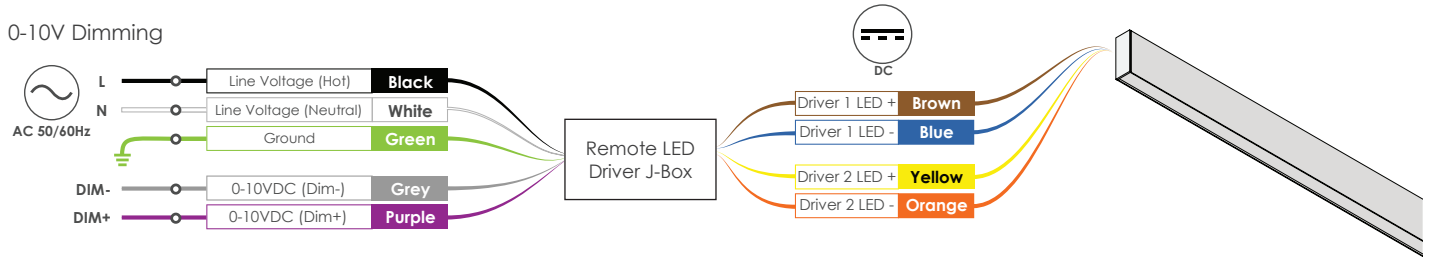 0-10V Dimming
AC 50/60Hz
L
Line Voltage (Hot) Black
N
Line Voltage (Neutral) White
Ground Green
DIM-
0-10VDC (Dim-) Grey
DIM+
0-10VDC (Dim+) Purple
Remote LED
Driver J-Box
DC
Driver 1 LED + Brown
Driver 1 LED - Blue
Driver 2 LED + Yellow
Driver 2 LED - Orange